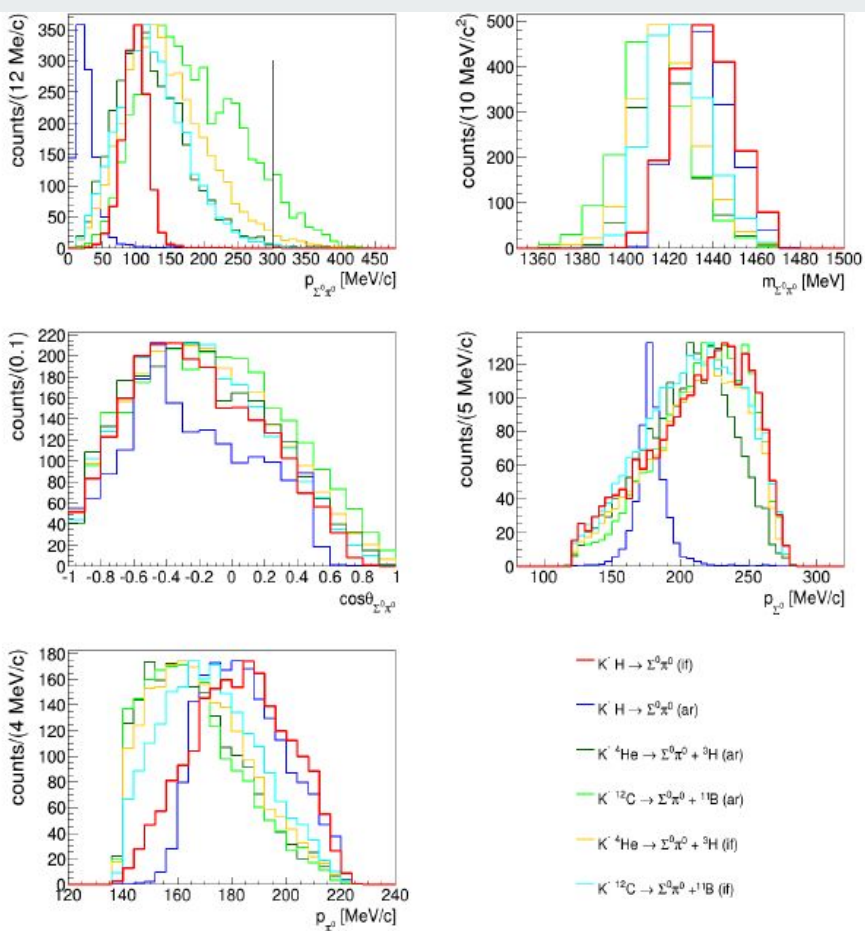 counts/(12 Me/c)
350
300
250
200
150
100
50
0
0 50 100 150 200 250 300 350 400 450
p_Σ⁰π⁰ [MeV/c]
counts/(10 MeV/c²)
500
400
300
200
100
0
1360 1380 1400 1420 1440 1460 1480 1500
m_Σ⁰π⁰ [MeV]
counts/(0.1)
220
200
180
160
140
120
100
80
60
40
20
0
-1 -0.8 -0.6 -0.4 -0.2 0 0.2 0.4 0.6 0.8 1
cosθ_Σ⁰π⁰
counts/(5 MeV/c)
120
100
80
60
40
20
0
100 150 200 250 300
p_Σ⁰ [MeV/c]
counts/(4 MeV/c)
180
160
140
120
100
80
60
40
20
0
120 140 160 180 200 220 240
p_π⁰ [MeV/c]
K⁻ H → Σ⁰π⁰ (if)
K⁻ H → Σ⁰π⁰ (ar)
K⁻ ⁴He → Σ⁰π⁰ + ³H (ar)
K⁻ ¹²C → Σ⁰π⁰ + ¹¹B (ar)
K⁻ ⁴He → Σ⁰π⁰ + ³H (if)
K⁻ ¹²C → Σ⁰π⁰ + ¹¹B (if)